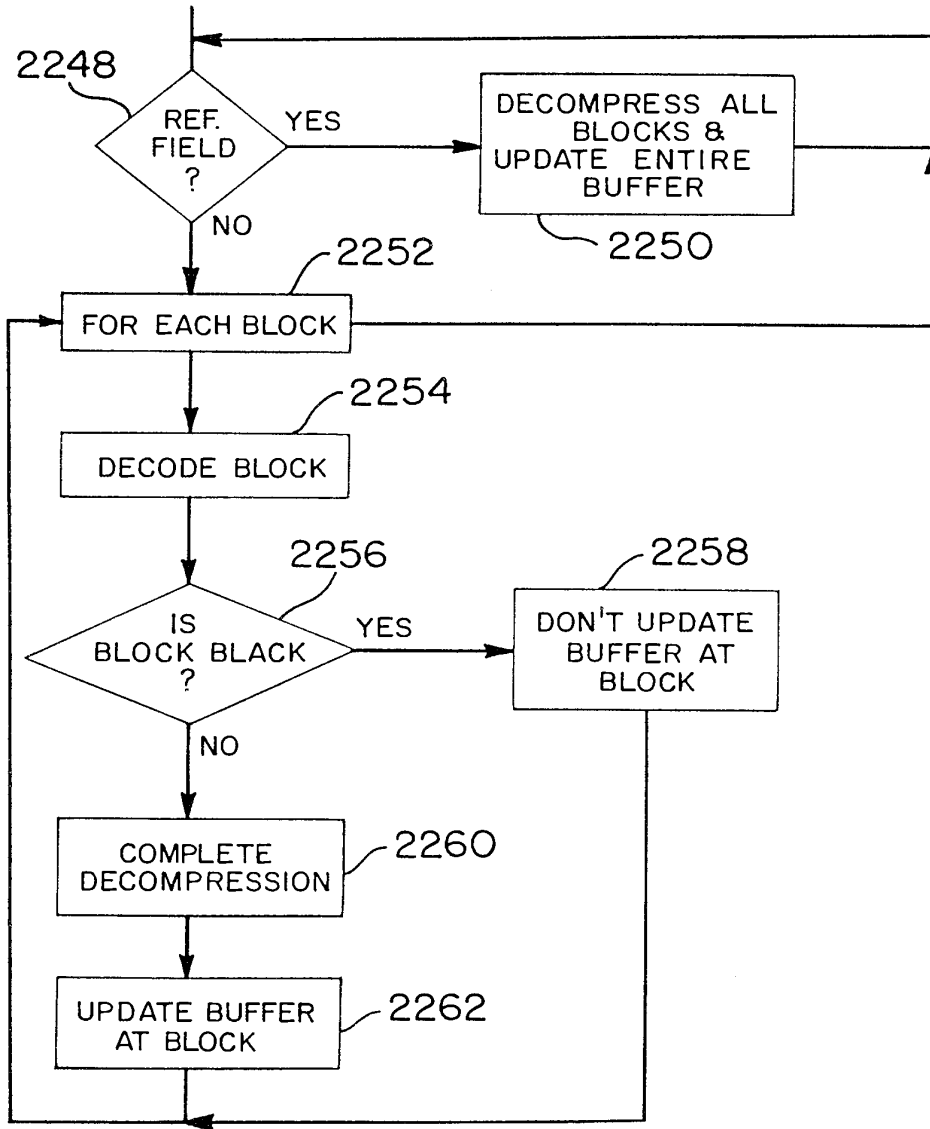 2248
REF.
FIELD
?
YES
NO
DECOMPRESS ALL
BLOCKS &
UPDATE ENTIRE
BUFFER
2250
2252
FOR EACH BLOCK
2254
DECODE BLOCK
2256
IS
BLOCK BLACK
?
YES
NO
2258
DON'T UPDATE
BUFFER AT
BLOCK
COMPLETE
DECOMPRESSION
2260
UPDATE BUFFER
AT BLOCK
2262